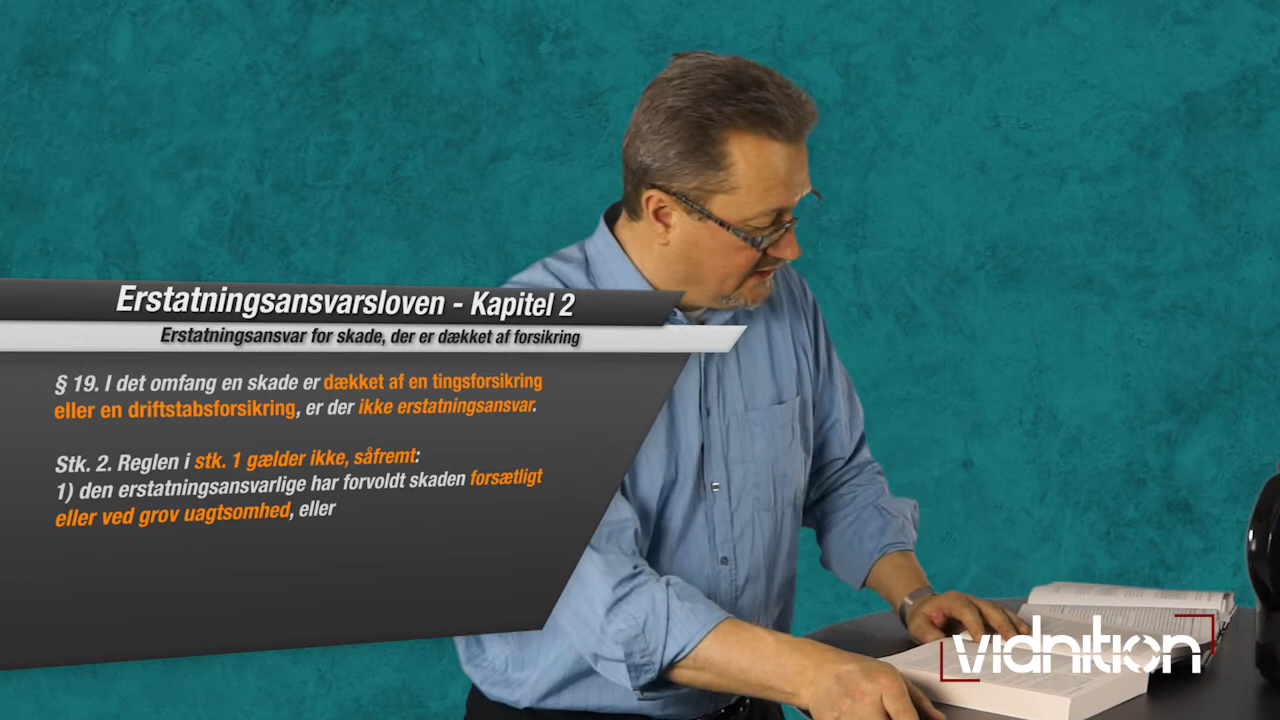 Erstatningsansvarsloven - Kapitel 2
Erstatningsansvar for skade, der er dækket af forsikring
§ 19. I det omfang en skade er dækket af en tingsforsikring
eller en driftstabsforsikring, er der ikke erstatningsansvar.
Stk. 2. Reglen i stk. 1 gælder ikke, såfremt:
1) den erstatningsansvarlige har forvoldt skaden forsætligt
eller ved grov uagtsomhed, eller
vidnition